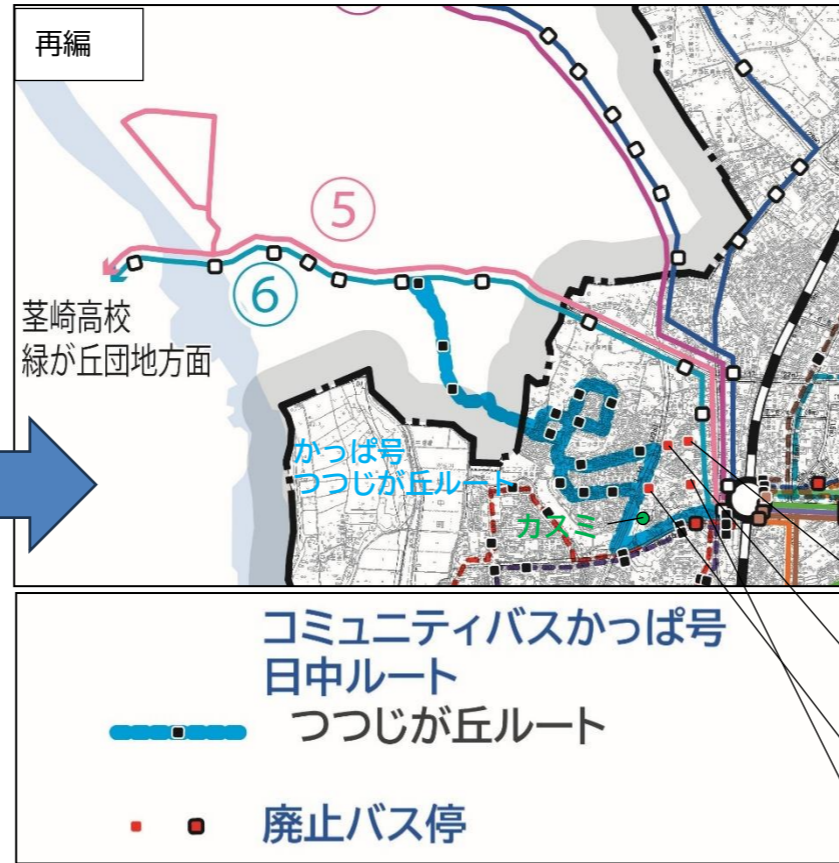 再編
⑤
⑥
茎崎高校
緑が丘団地方面
かっぱ号
つつじが丘ルート
カスミ
コミュニティバスかっぱ号
日中ルート
つつじが丘ルート
廃止バス停